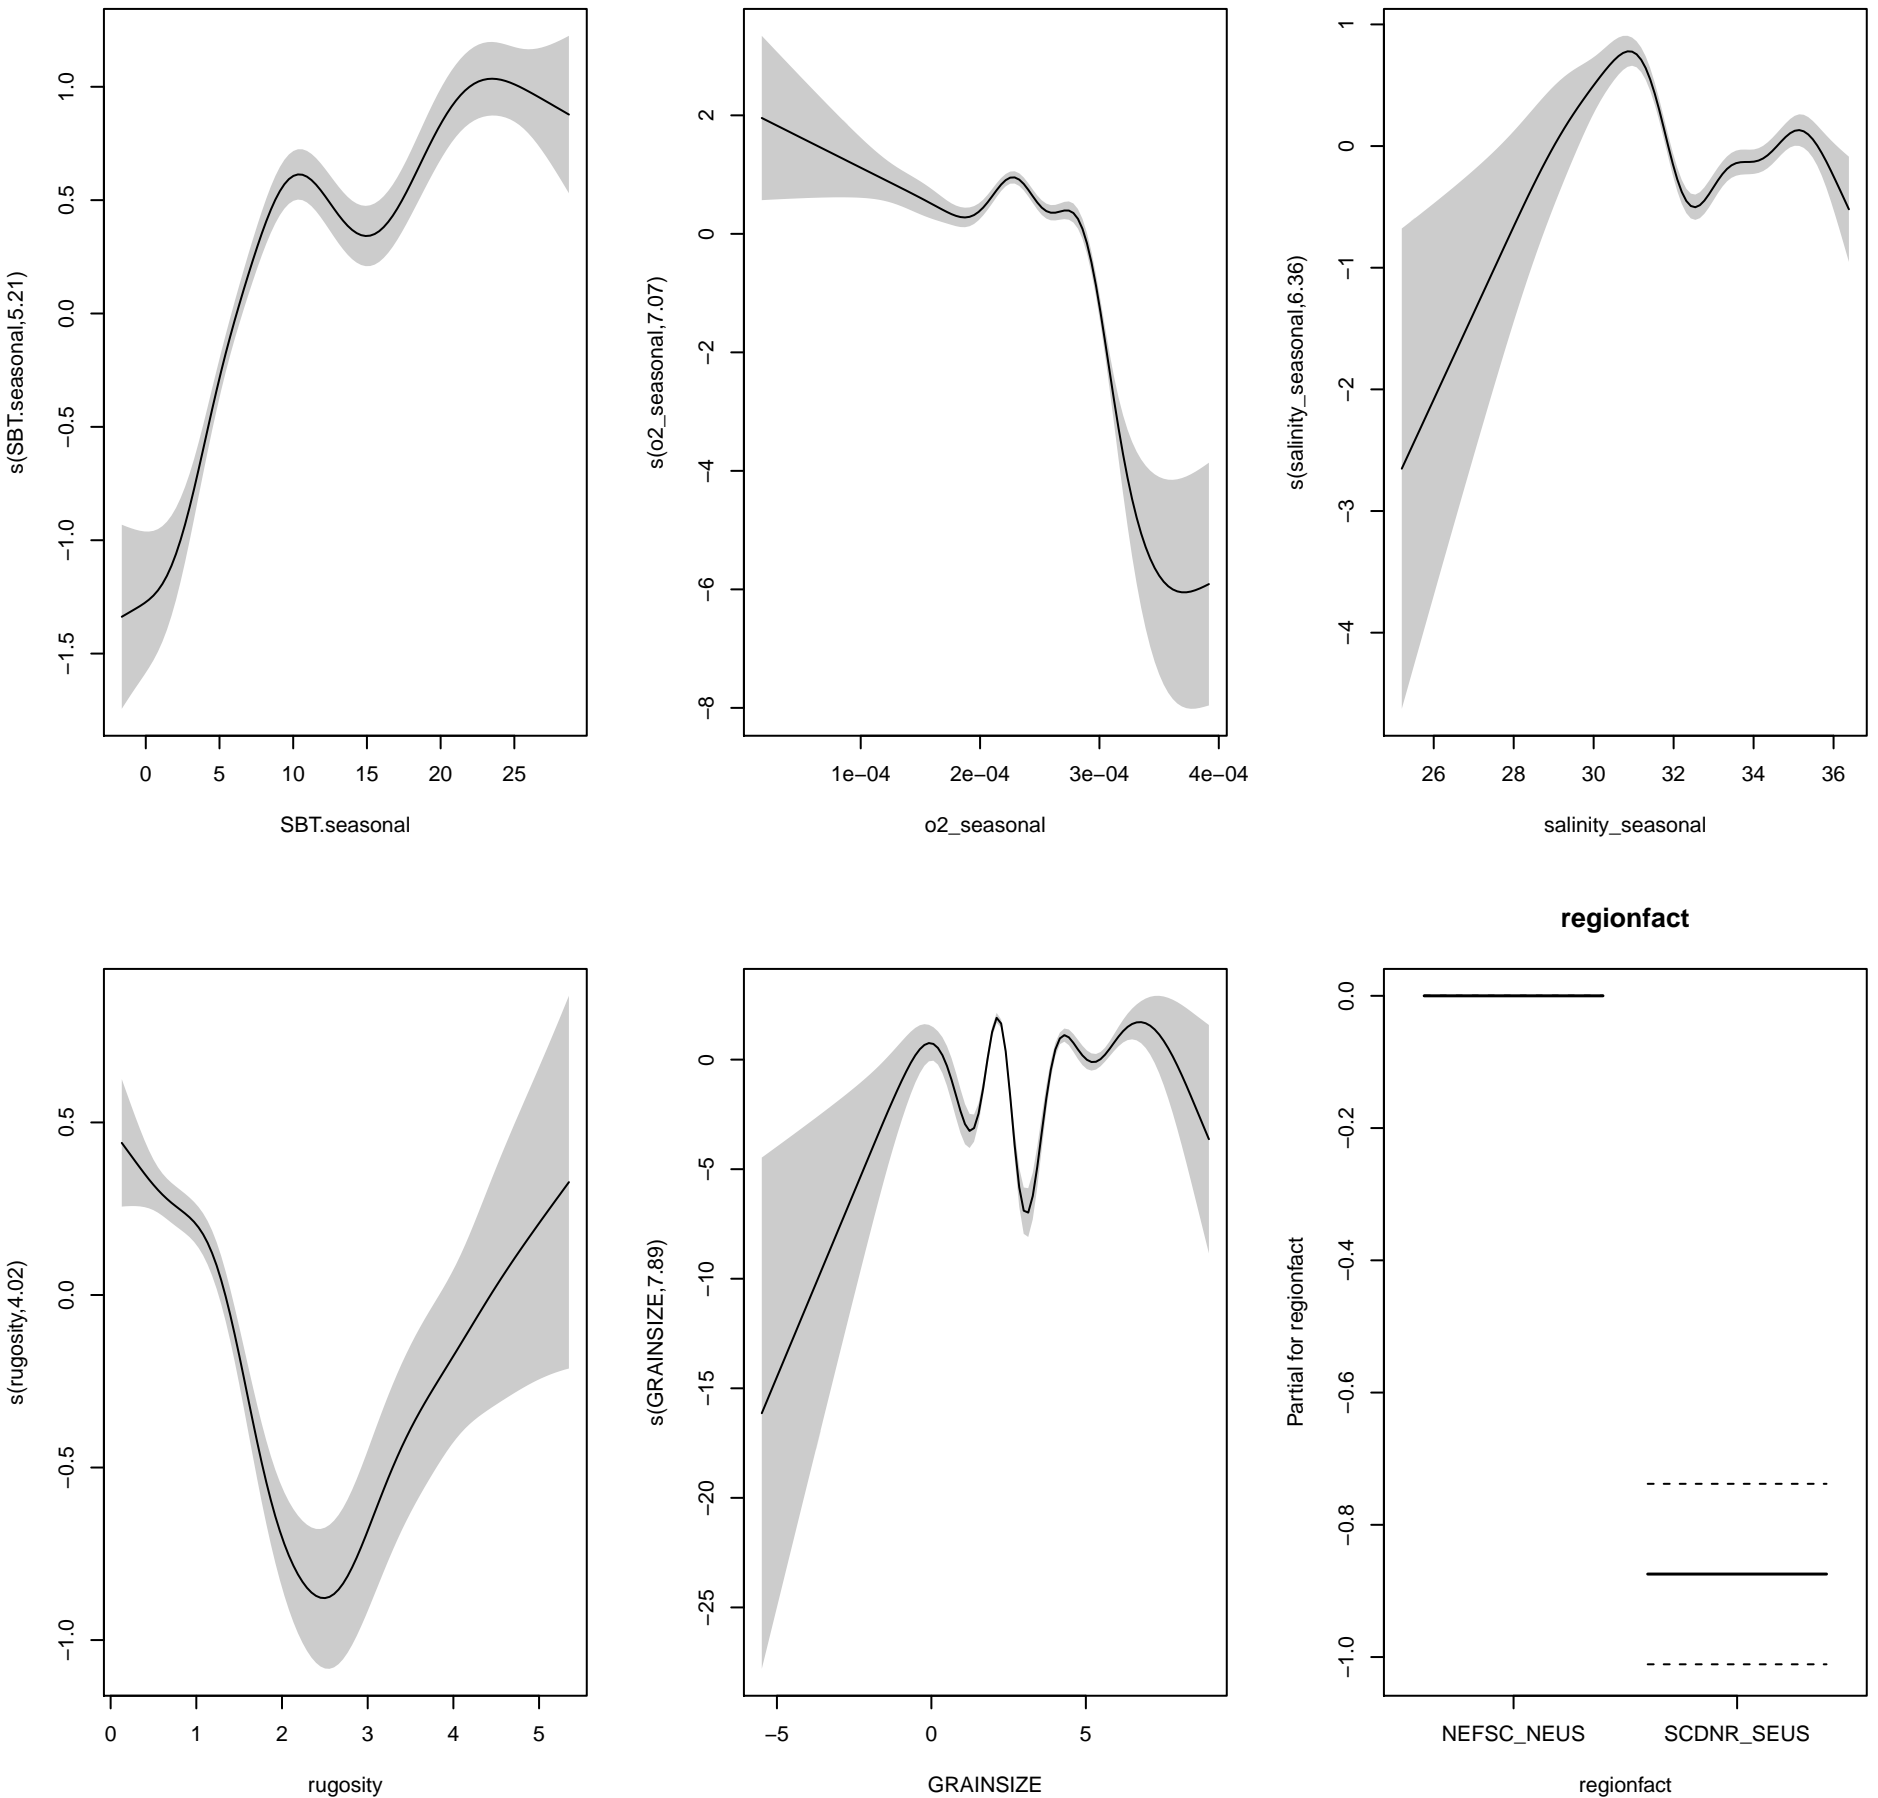 s(SBT.seasonal,5.21)
1.0
0.5
0.0
−0.5
−1.0
−1.5
0 5 10 15 20 25
SBT.seasonal
s(o2_seasonal,7.07)
2
0
−2
−4
−6
−8
1e−04 2e−04 3e−04 4e−04
o2_seasonal
s(salinity_seasonal,6.36)
1
0
−1
−2
−3
−4
26 28 30 32 34 36
salinity_seasonal
s(rugosity,4.02)
0.5
0.0
−0.5
−1.0
0 1 2 3 4 5
rugosity
s(GRAINSIZE,7.89)
0
−5
−10
−15
−20
−25
−5 0 5
GRAINSIZE
regionfact
Partial for regionfact
0.0
−0.2
−0.4
−0.6
−0.8
−1.0
NEFSC_NEUS SCDNR_SEUS
regionfact